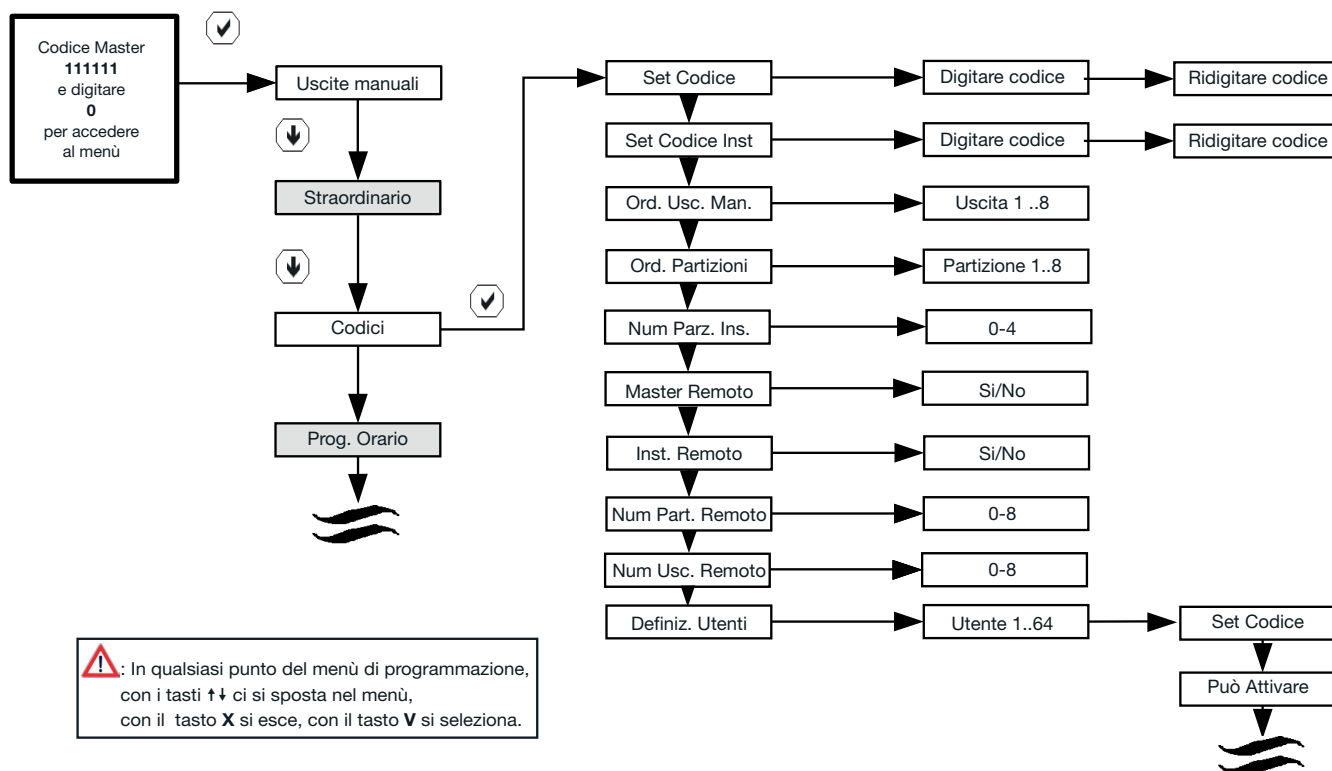 Codice Master
111111
e digitare
0
per accedere
al menù
Uscite manuali
Straordinario
Codici
Prog. Orario
Set Codice
Digitare codice
Ridigitare codice
Set Codice Inst
Digitare codice
Ridigitare codice
Ord. Usc. Man.
Uscita 1 ..8
Ord. Partizioni
Partizione 1..8
Num Parz. Ins.
0-4
Master Remoto
Si/No
Inst. Remoto
Si/No
Num Part. Remoto
0-8
Num Usc. Remoto
0-8
Definiz. Utenti
Utente 1..64
Set Codice
Può Attivare
: In qualsiasi punto del menù di programmazione,
con i tasti ↑↓ ci si sposta nel menù,
con il tasto X si esce, con il tasto V si seleziona.